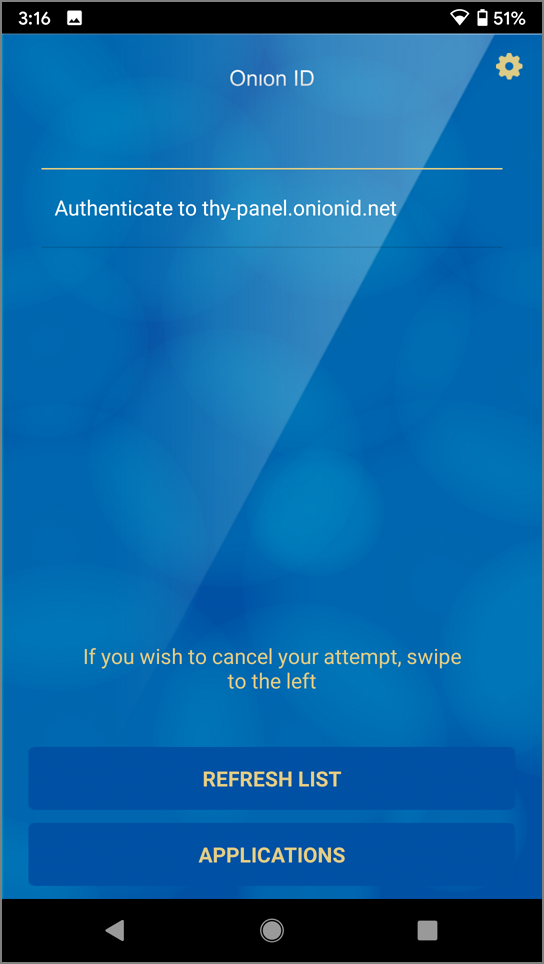 3:16
51%
Onıon ID
Authenticate to thy-panel.onionid.net
If you wish to cancel your attempt, swipe
to the left
REFRESH LIST
APPLICATIONS